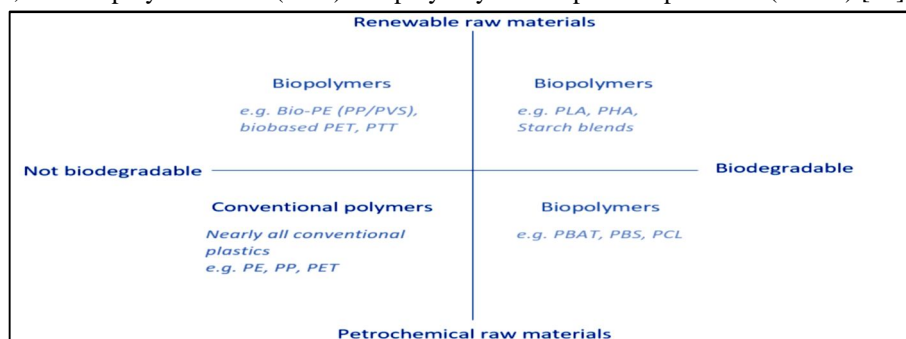 Renewable raw materials
Biopolymers
e.g. Bio-PE (PP/PVS),
biobased PET, PTT
Biopolymers
e.g. PLA, PHA,
Starch blends
Not biodegradable
Biodegradable
Conventional polymers
Nearly all conventional
plastics
e.g. PE, PP, PET
Biopolymers
e.g. PBAT, PBS, PCL
Petrochemical raw materials